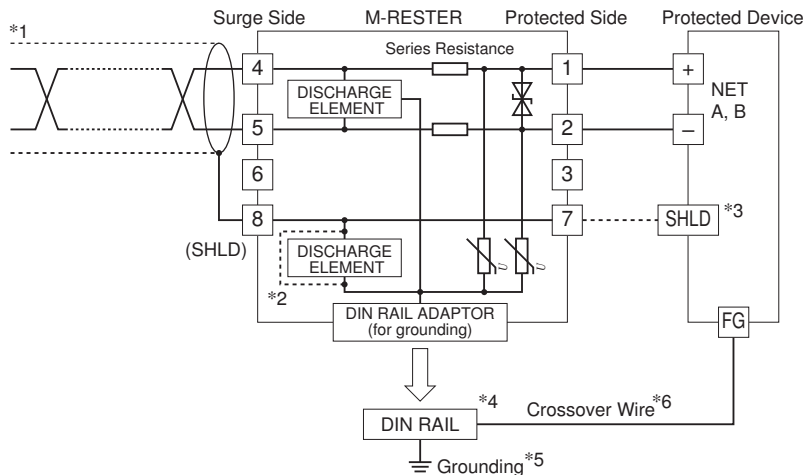 Surge Side M-RESTER Protected Side Protected Device
*1
Series Resistance
4 1 +
DISCHARGE
ELEMENT
NET
A, B
5 2 –
6 3
8 7 SHLD *3
(SHLD)
DISCHARGE
ELEMENT
U U
*2
DIN RAIL ADAPTOR
(for grounding)
FG
*4
DIN RAIL
Crossover Wire*6
Grounding*5